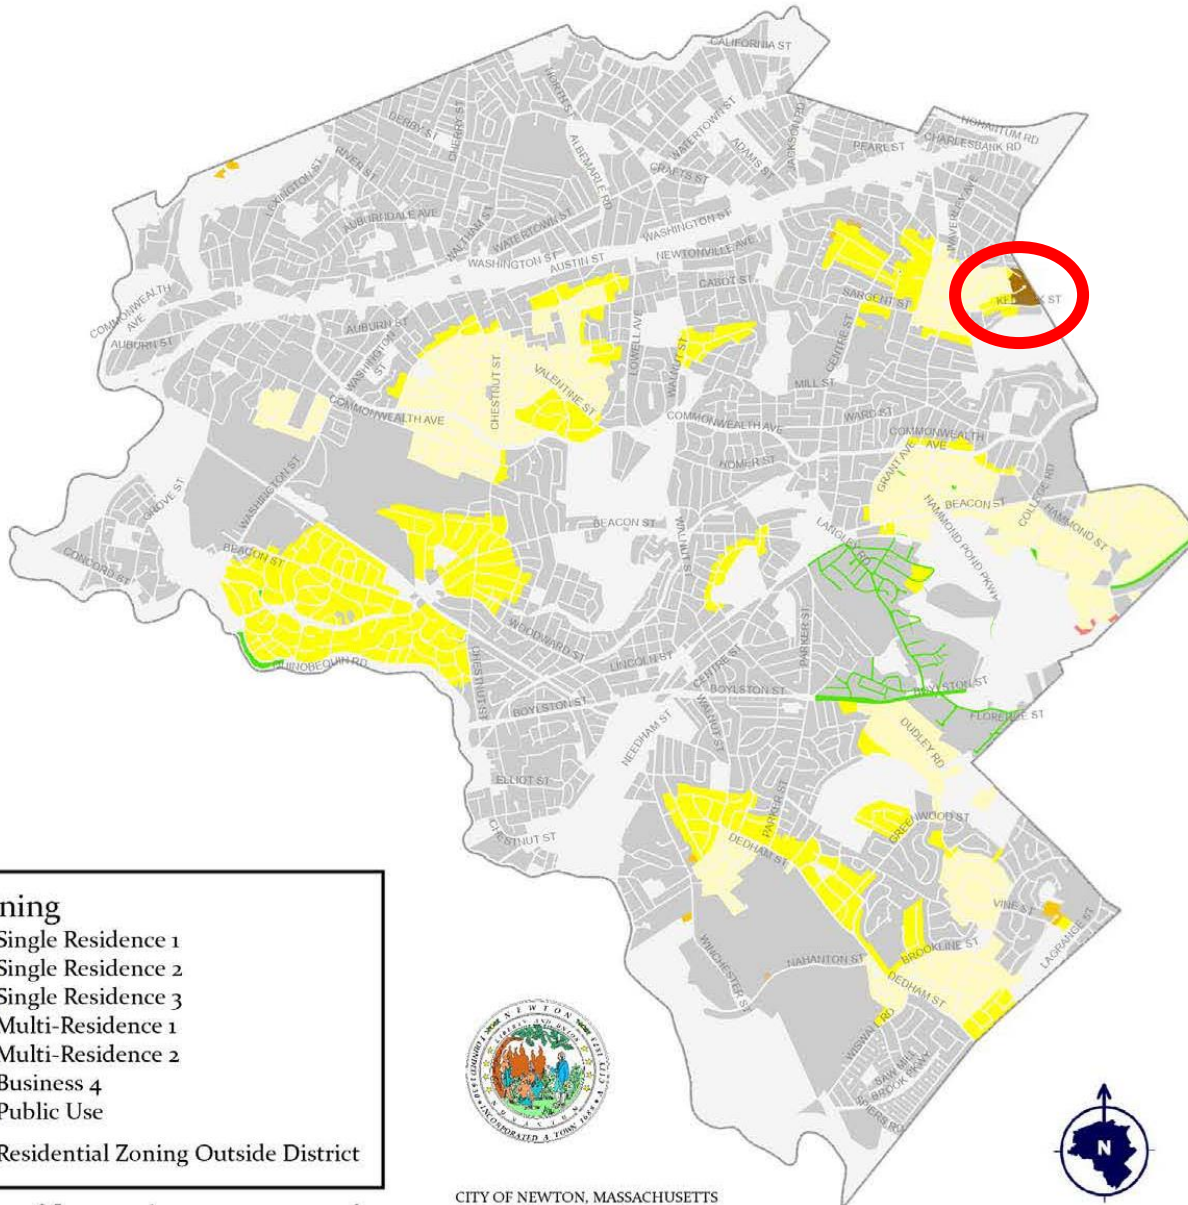 CALIFORNIA ST
NORTH ST
DERBY ST
CHERRY ST
WATERTOWN ST
JACKSON RD
NONANTUM RD
CHARLESBANK RD
PEARL ST
ADAMS ST
ALBEMARLE RD
RIVER ST
CRAFTS ST
LEXINGTON ST
WAVERLEY AVE
AUBURNDALE AVE
WALTHAM ST
WATERTOWN ST
WASHINGTON ST
NEWTONVILLE AVE
WASHINGTON ST
AUSTIN ST
CABOT ST
SARGENT ST
COMMONWEALTH
AVE
AUBURN ST
AUBURN ST
WASHINGTON
ST
LOWELL AVE
WALNUT ST
CENTRE ST
CHESTNUT ST
VALENTINE ST
MILL ST
COMMONWEALTH AVE
COMMONWEALTH AVE
WARD ST
COMMONWEALTH
AVE
HOMER ST
GRANT AVE
WASHINGTON ST
COLLEGE RD
GROVE ST
BEACON ST
HAMMOND ST
BEACON ST
LANGLEY RD
HAMMOND POND PKWY
WALNUT ST
CONCORD ST
BEACON ST
WOODWARD ST
PARKER ST
LINCOLN ST
CENTRE ST
QUINOBEQUIN RD
CHESTNUT ST
BOYLSTON ST
BOYLSTON ST
BOYLSTON ST
WALNUT ST
FLORENCE ST
NEEDHAM ST
DUDLEY RD
ELLIOT ST
PARKER ST
GREENWOOD ST
CHESTNUT ST
DEDHAM ST
VINE ST
LAGRANGE ST
BROOKLINE ST
WINCHESTER ST
NAHANTON ST
DEDHAM ST
WISWALL RD
SAW MILL
BROOK PKWY
SPIERS RD
ning
Single Residence 1
Single Residence 2
Single Residence 3
Multi-Residence 1
Multi-Residence 2
Business 4
Public Use
Residential Zoning Outside District
NEWTON
N
CITY OF NEWTON, MASSACHUSETTS